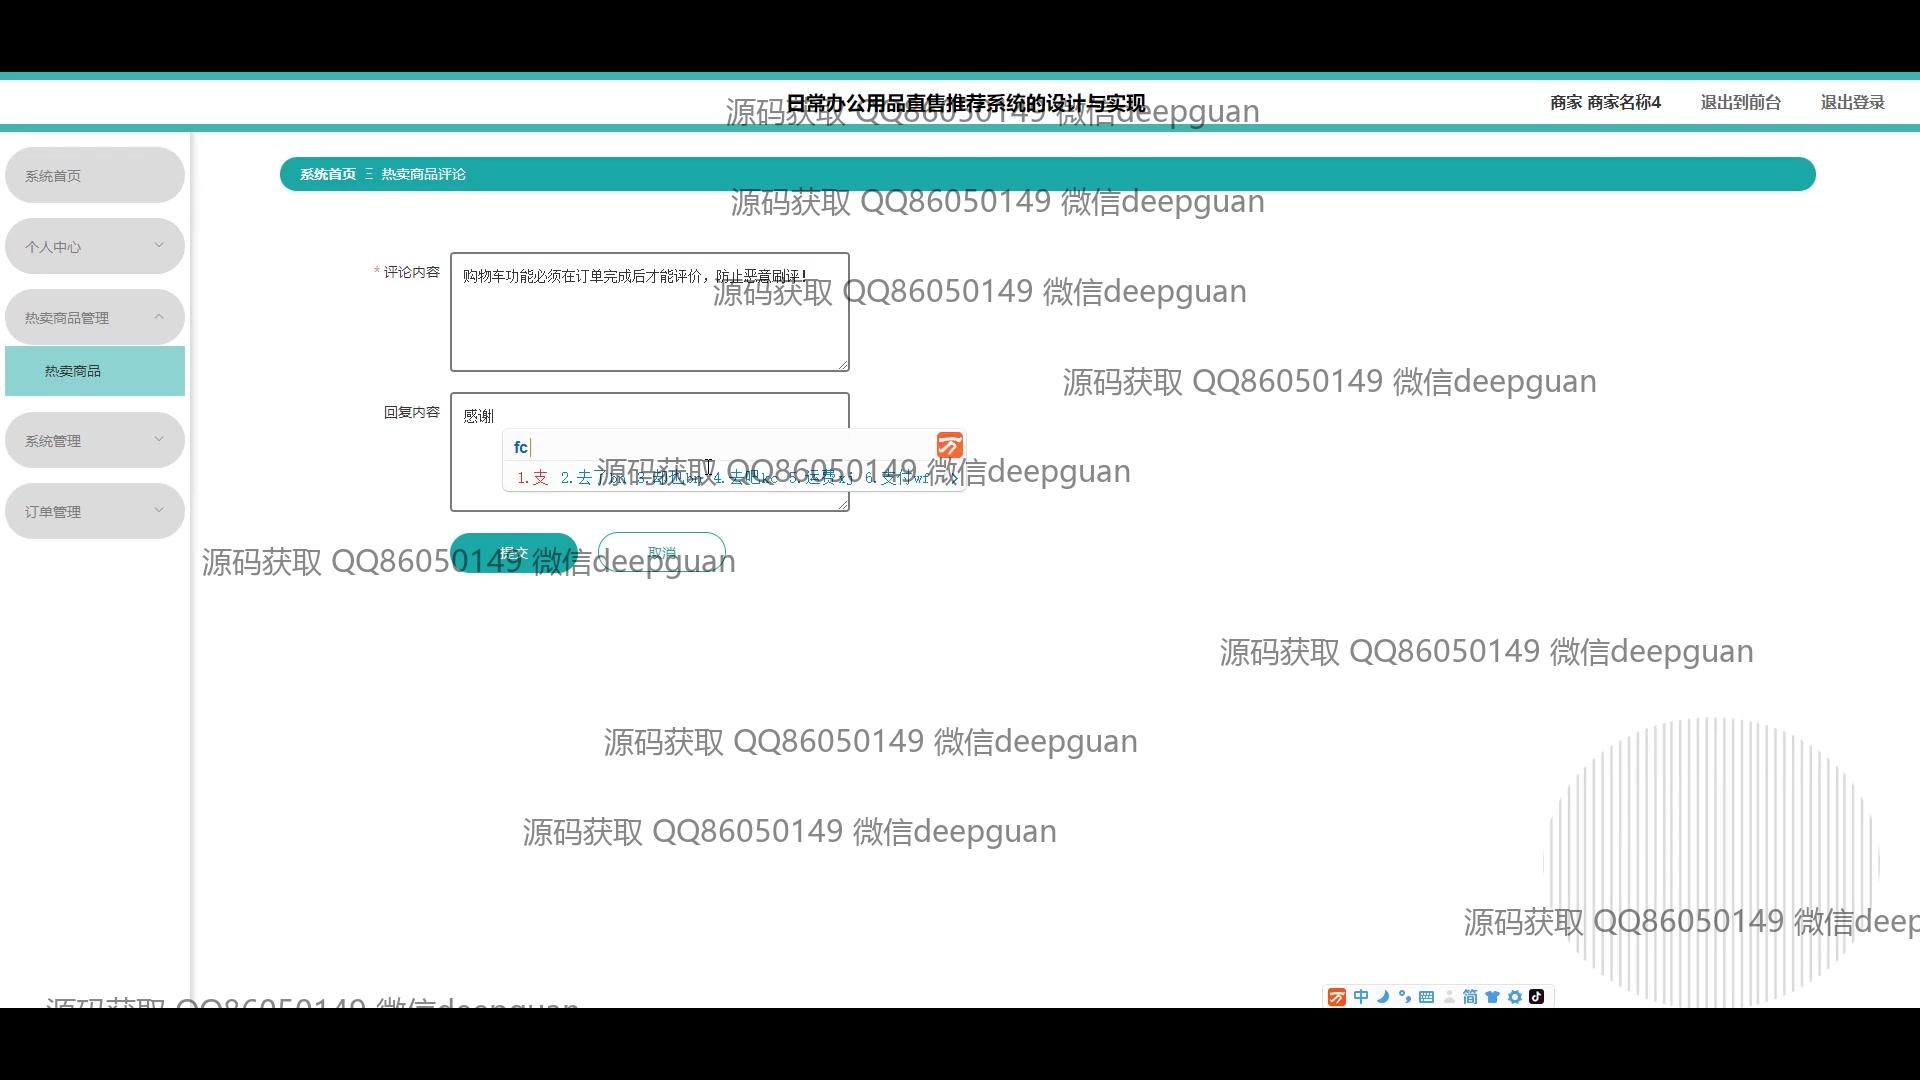 日常办公用品直售推荐系统的设计与实现
源码获取 QQ86050149 微信deepguan
商家 商家名称4
退出到前台
退出登录
系统首页
系统首页 Ξ 热卖商品评论
源码获取 QQ86050149 微信deepguan
个人中心
*评论内容
购物车功能必须在订单完成后才能评价，防止恶意刷评！
源码获取 QQ86050149 微信deepguan
热卖商品管理
热卖商品
源码获取 QQ86050149 微信deepguan
回复内容
感谢
系统管理
fc
1.支 2.去了 4.去吧 5.运费xj 6.支付wf
源码获取 QQ86050149 微信deepguan
订单管理
提交
取消
源码获取 QQ86050149 微信deepguan
源码获取 QQ86050149 微信deepguan
源码获取 QQ86050149 微信deepguan
源码获取 QQ86050149 微信deepguan
源码获取 QQ86050149 微信deep
中
简
源码获取 QQ86050149 微信deepguan